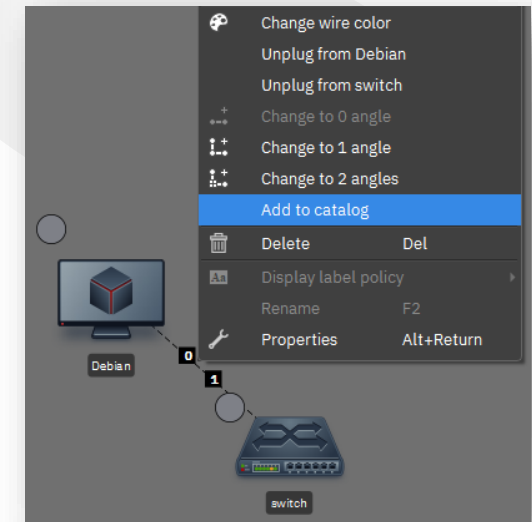 Change wire color
Unplug from Debian
Unplug from switch
Change to 0 angle
Change to 1 angle
Change to 2 angles
Add to catalog
Delete Del
Aa Display label policy
Rename F2
Properties Alt+Return
Debian
0
1
switch